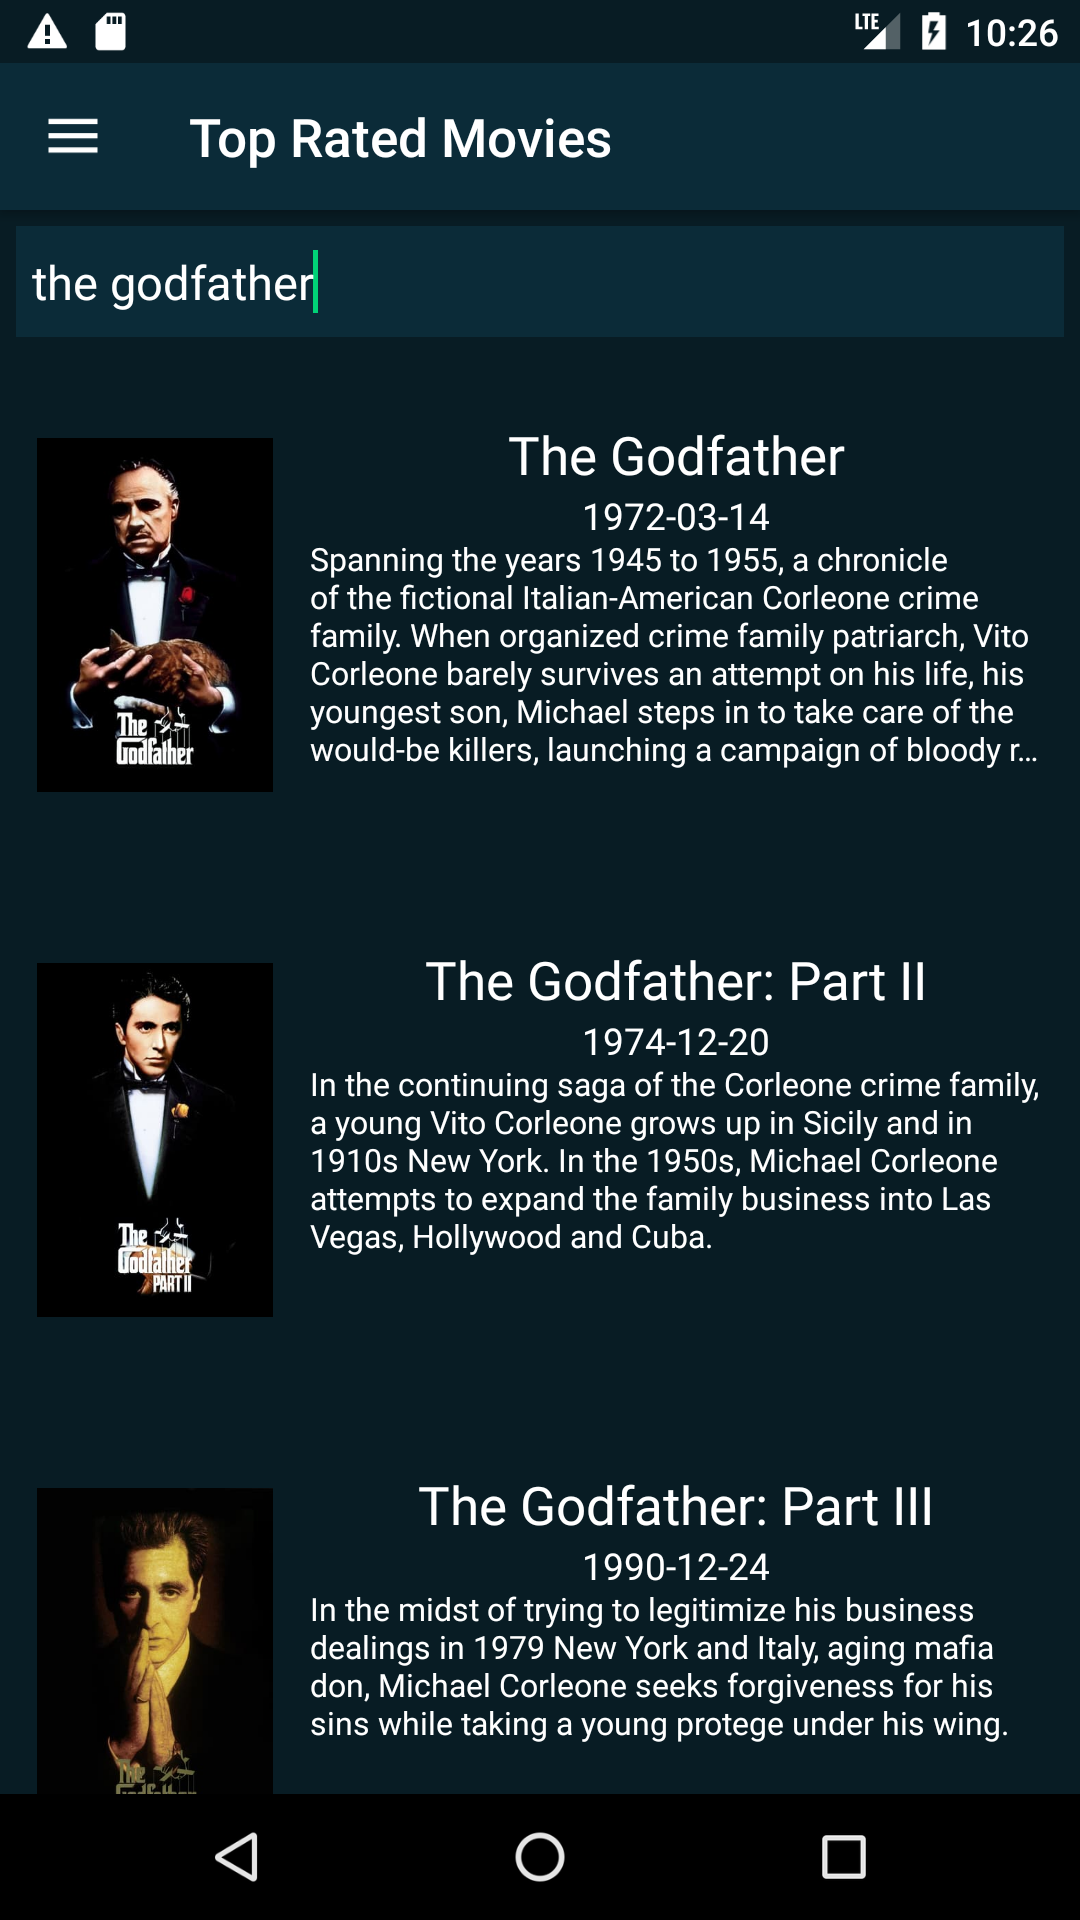 LTE 10:26
Top Rated Movies
the godfather
The Godfather
1972-03-14
Spanning the years 1945 to 1955, a chronicle
of the fictional Italian-American Corleone crime
family. When organized crime family patriarch, Vito
Corleone barely survives an attempt on his life, his
youngest son, Michael steps in to take care of the
would-be killers, launching a campaign of bloody r…
The
Godfather
The Godfather: Part II
1974-12-20
In the continuing saga of the Corleone crime family,
a young Vito Corleone grows up in Sicily and in
1910s New York. In the 1950s, Michael Corleone
attempts to expand the family business into Las
Vegas, Hollywood and Cuba.
The
Godfather
PART II
The Godfather: Part III
1990-12-24
In the midst of trying to legitimize his business
dealings in 1979 New York and Italy, aging mafia
don, Michael Corleone seeks forgiveness for his
sins while taking a young protege under his wing.
The